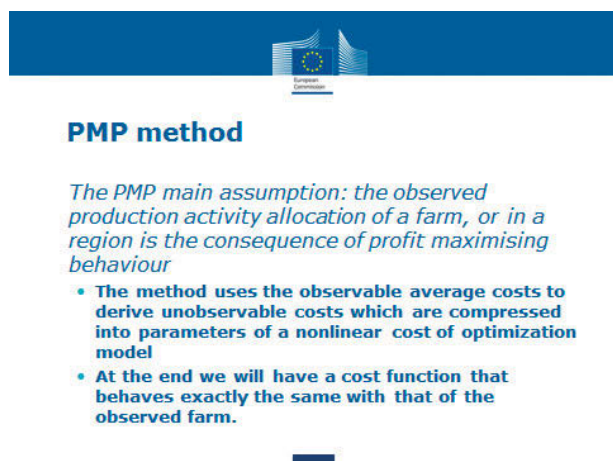 European
Commission
PMP method
The PMP main assumption: the observed
production activity allocation of a farm, or in a
region is the consequence of profit maximising
behaviour
• The method uses the observable average costs to
derive unobservable costs which are compressed
into parameters of a nonlinear cost of optimization
model
• At the end we will have a cost function that
behaves exactly the same with that of the
observed farm.